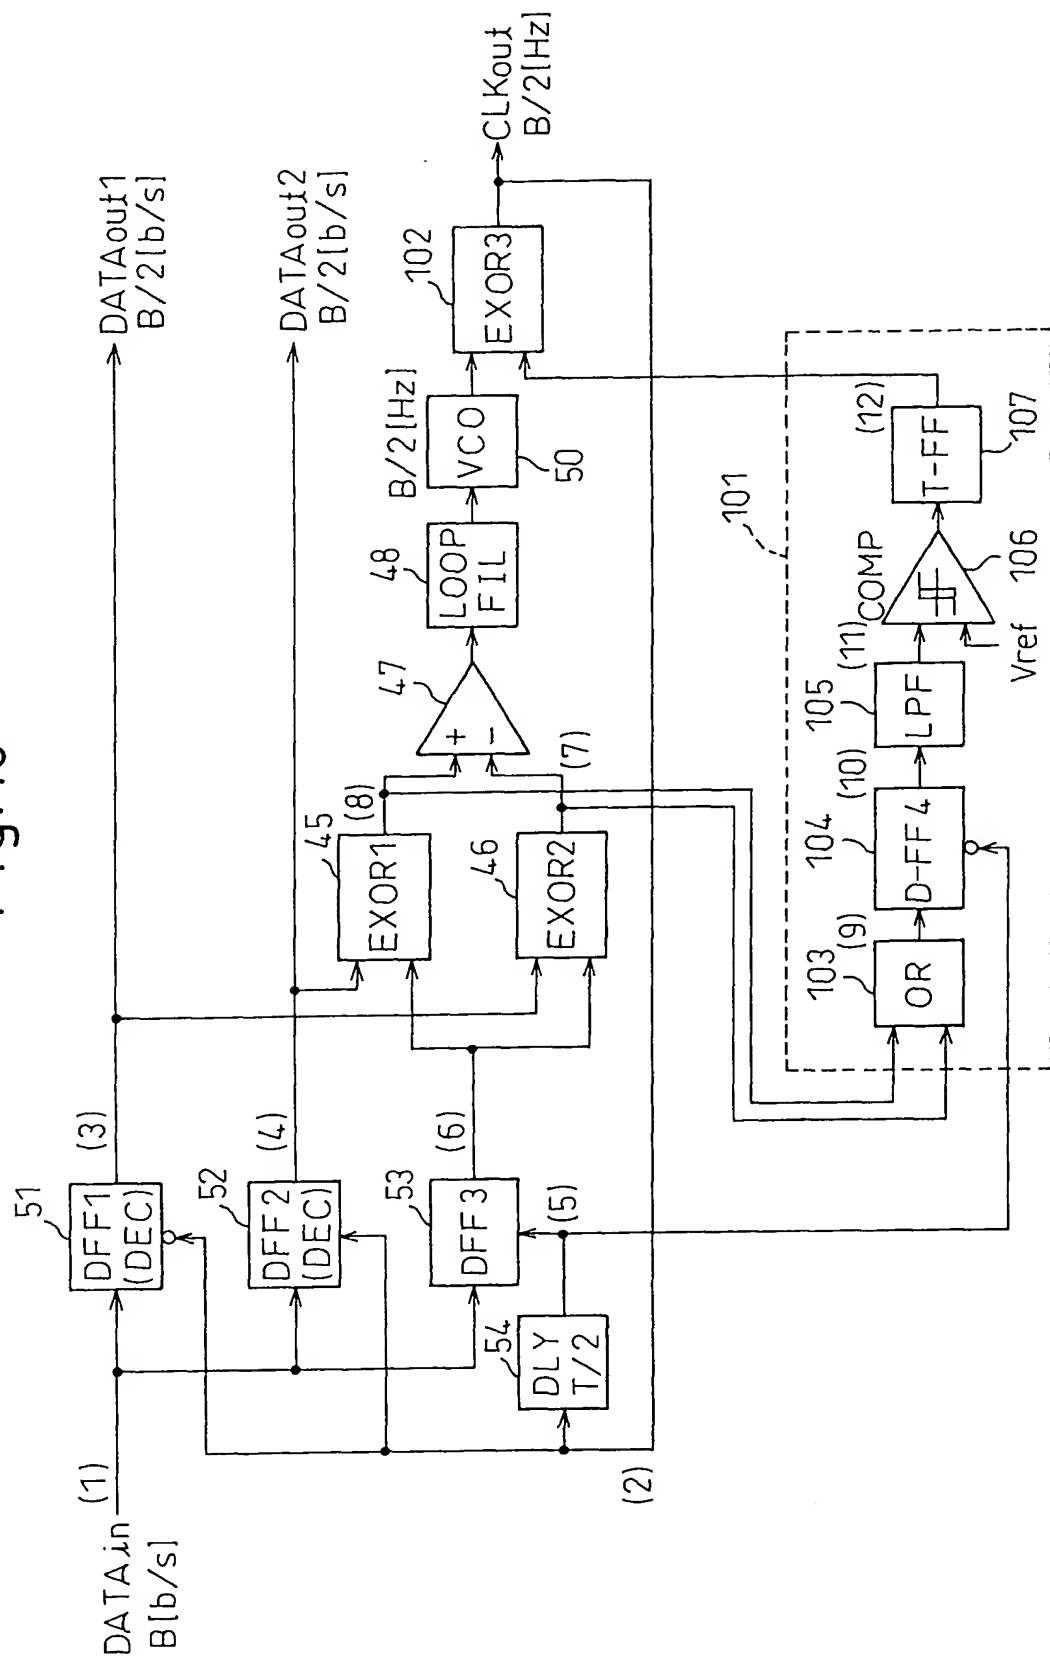 DATAin
B[b/s]
(1)
51
DFF1
(DEC)
(3)
DATAout1
B/2[b/s]
52
DFF2
(DEC)
(4)
DATAout2
B/2[b/s]
53
DFF3
(6)
54
DLY
T/2
(5)
(2)
45
EXOR1
(8)
46
EXOR2
(7)
47
+
−
48
LOOP
FIL
B/2[Hz]
VCO
50
102
EXOR3
CLKout
B/2[Hz]
101
103
OR
(9)
104
D-FF4
(10)
105
LPF
(11)
COMP
Vref
106
(12)
T-FF
107